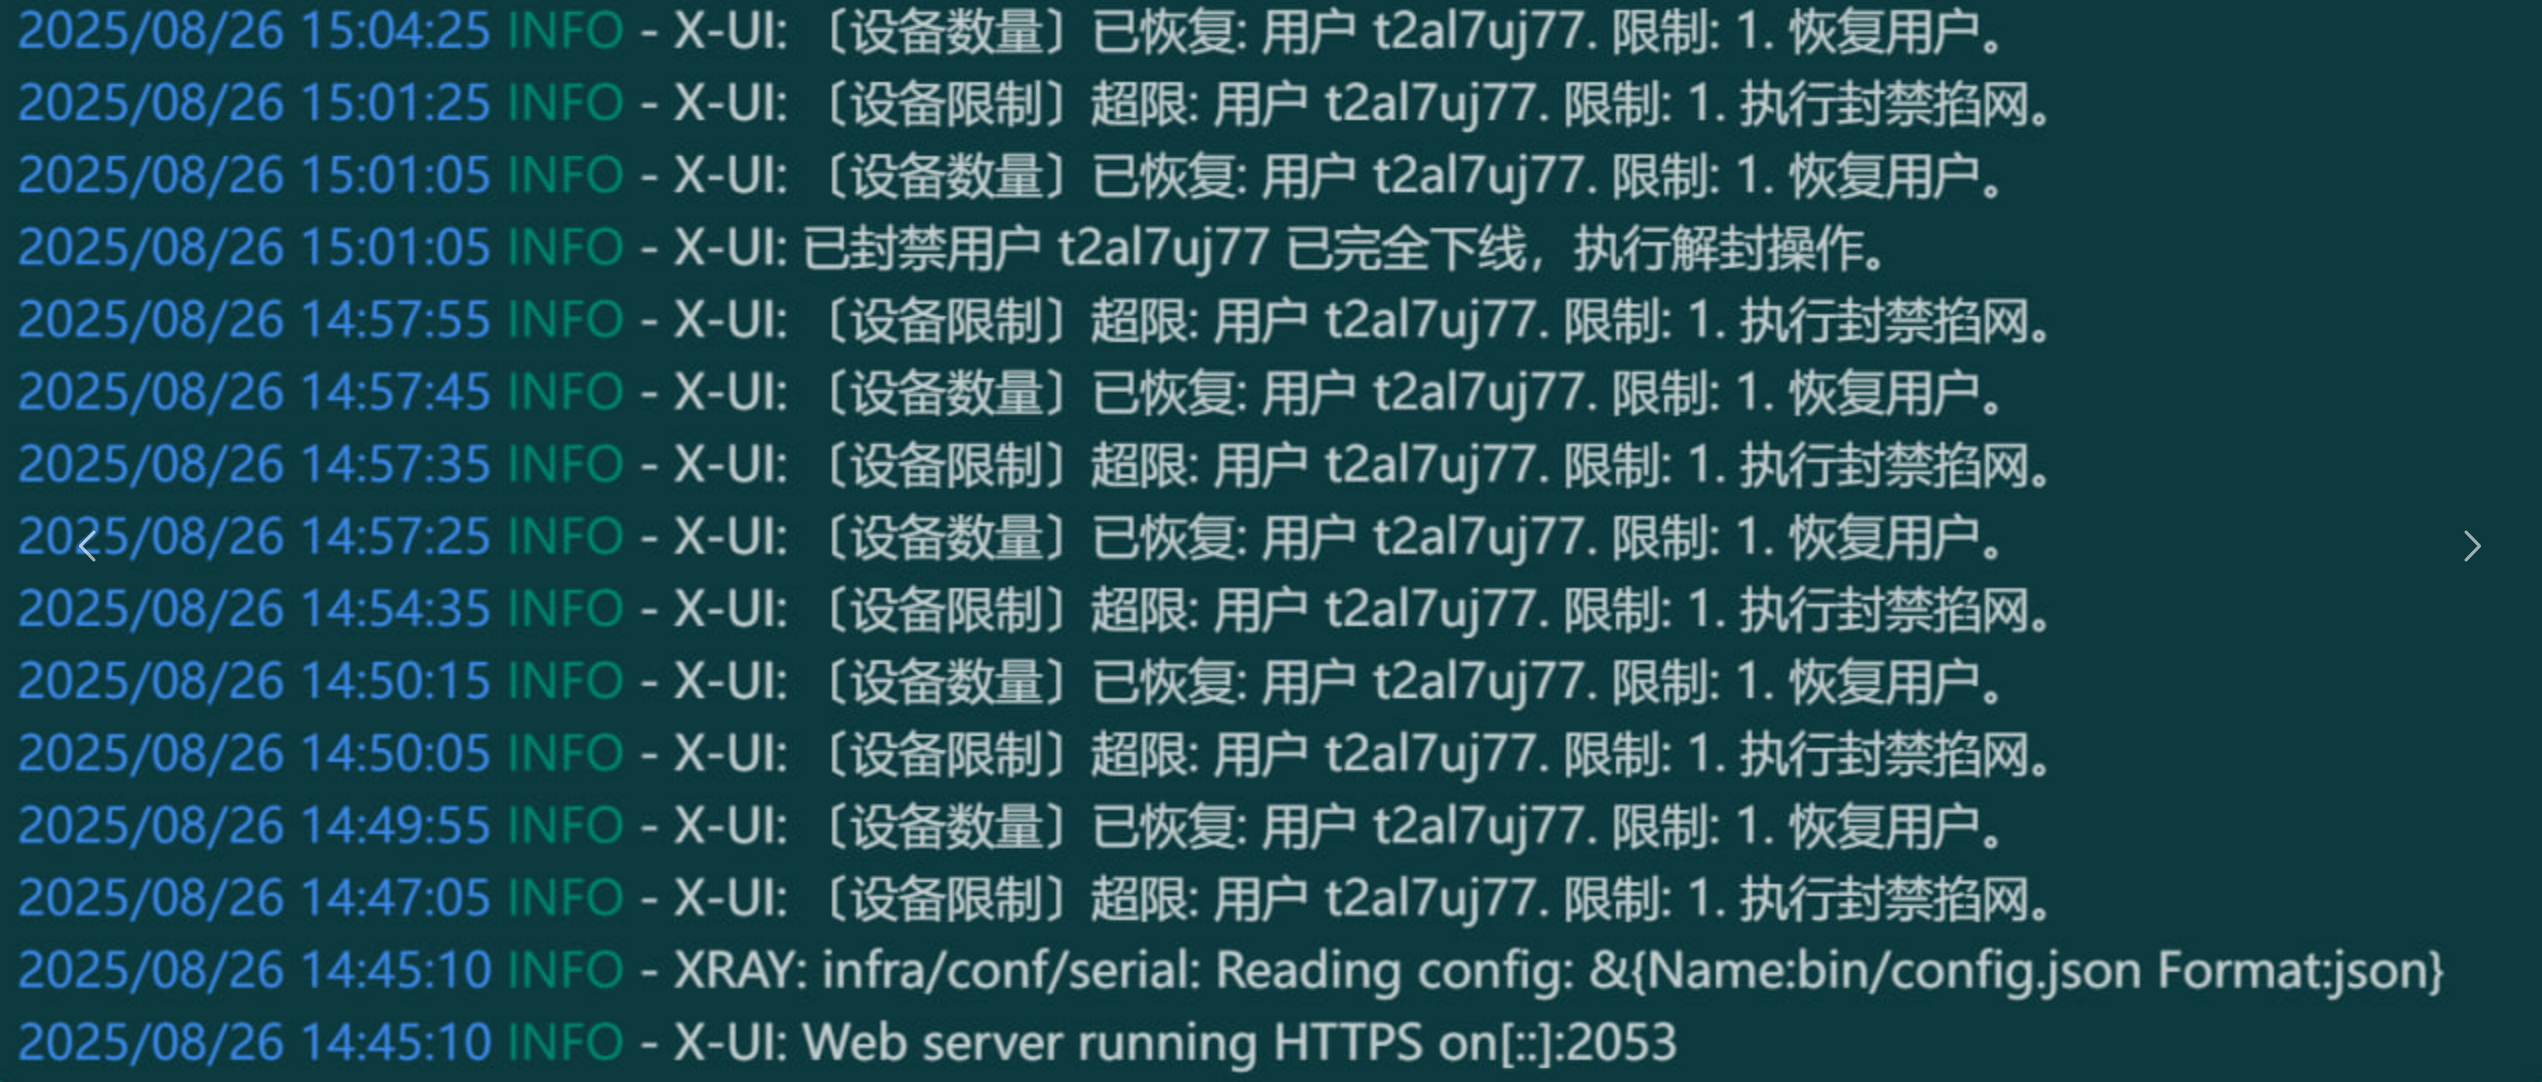 2025/08/26 15:04:25 INFO - X-UI: 〔设备数量〕已恢复: 用户 t2al7uj77. 限制: 1. 恢复用户。
2025/08/26 15:01:25 INFO - X-UI: 〔设备限制〕超限: 用户 t2al7uj77. 限制: 1. 执行封禁掐网。
2025/08/26 15:01:05 INFO - X-UI: 〔设备数量〕已恢复: 用户 t2al7uj77. 限制: 1. 恢复用户。
2025/08/26 15:01:05 INFO - X-UI: 已封禁用户 t2al7uj77 已完全下线，执行解封操作。
2025/08/26 14:57:55 INFO - X-UI: 〔设备限制〕超限: 用户 t2al7uj77. 限制: 1. 执行封禁掐网。
2025/08/26 14:57:45 INFO - X-UI: 〔设备数量〕已恢复: 用户 t2al7uj77. 限制: 1. 恢复用户。
2025/08/26 14:57:35 INFO - X-UI: 〔设备限制〕超限: 用户 t2al7uj77. 限制: 1. 执行封禁掐网。
2025/08/26 14:57:25 INFO - X-UI: 〔设备数量〕已恢复: 用户 t2al7uj77. 限制: 1. 恢复用户。
2025/08/26 14:54:35 INFO - X-UI: 〔设备限制〕超限: 用户 t2al7uj77. 限制: 1. 执行封禁掐网。
2025/08/26 14:50:15 INFO - X-UI: 〔设备数量〕已恢复: 用户 t2al7uj77. 限制: 1. 恢复用户。
2025/08/26 14:50:05 INFO - X-UI: 〔设备限制〕超限: 用户 t2al7uj77. 限制: 1. 执行封禁掐网。
2025/08/26 14:49:55 INFO - X-UI: 〔设备数量〕已恢复: 用户 t2al7uj77. 限制: 1. 恢复用户。
2025/08/26 14:47:05 INFO - X-UI: 〔设备限制〕超限: 用户 t2al7uj77. 限制: 1. 执行封禁掐网。
2025/08/26 14:45:10 INFO - XRAY: infra/conf/serial: Reading config: &{Name:bin/config.json Format:json}
2025/08/26 14:45:10 INFO - X-UI: Web server running HTTPS on[::]:2053